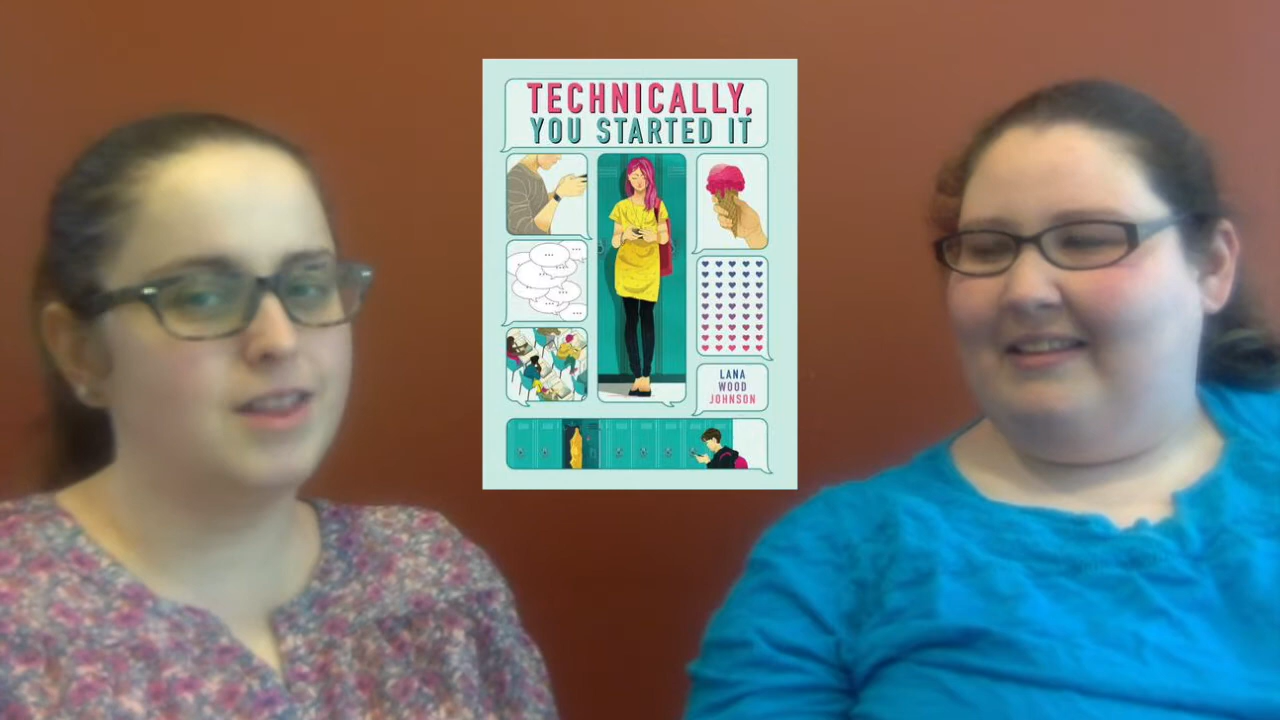 TECHNICALLY,
YOU STARTED IT
LANA
WOOD
JOHNSON